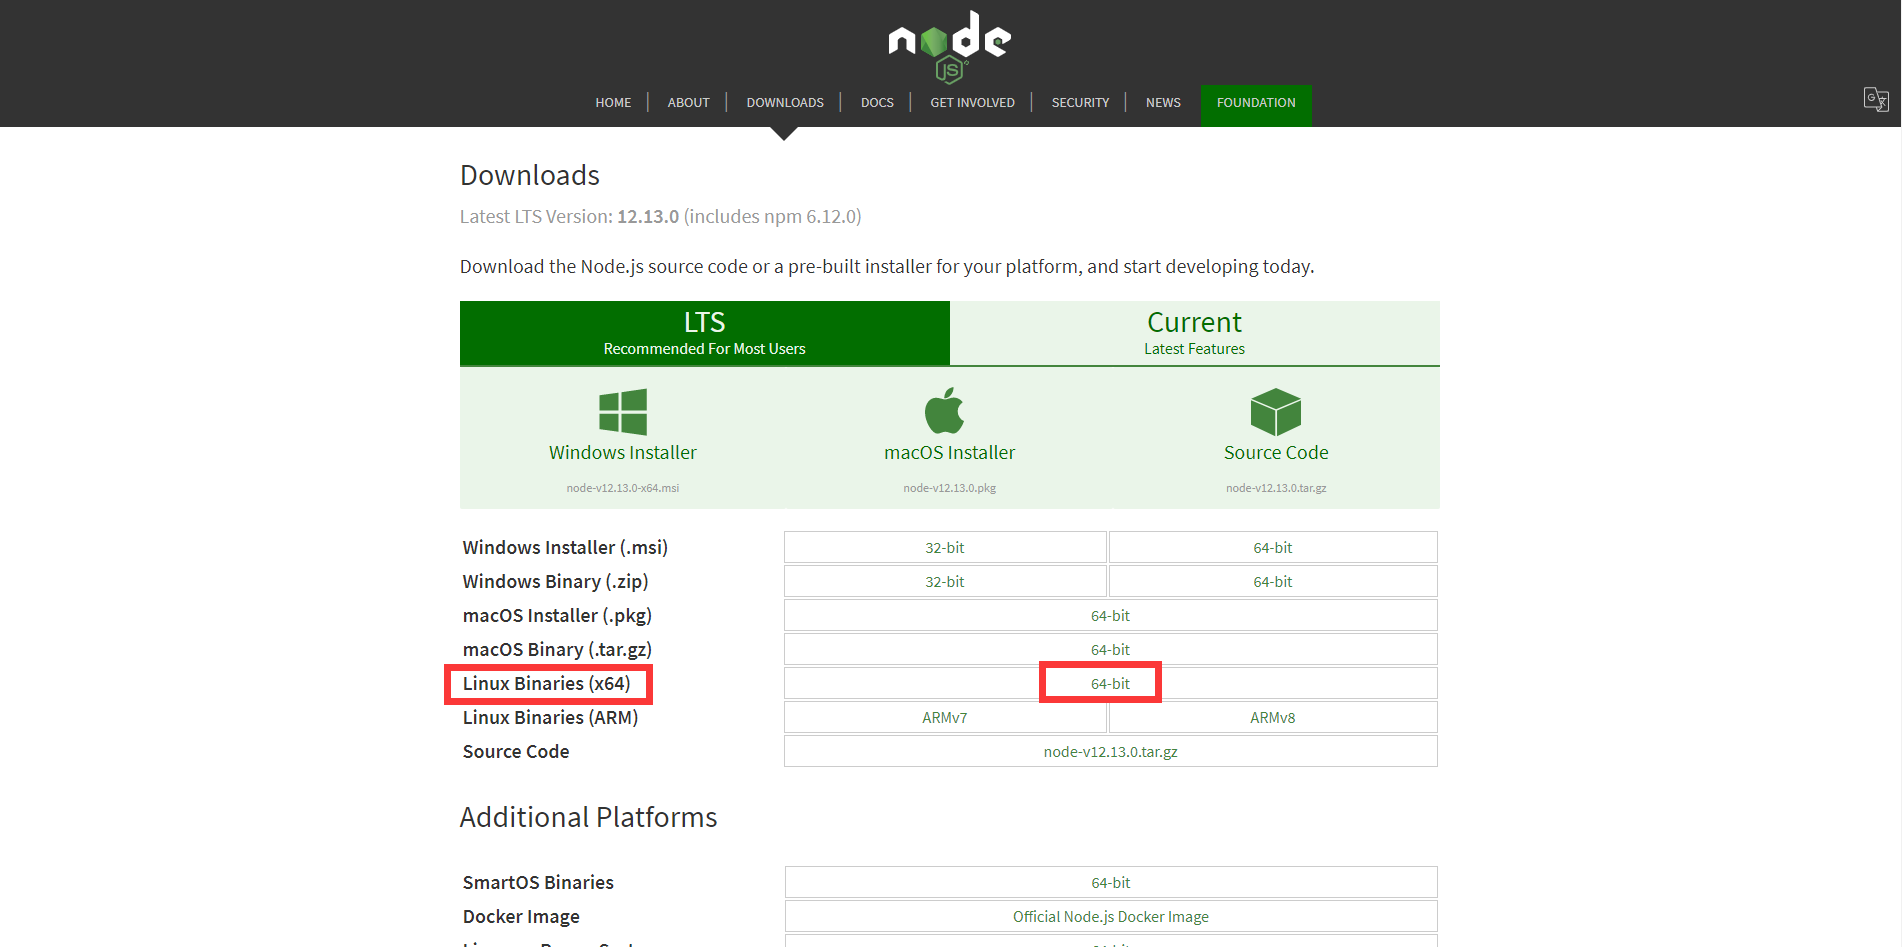 node
JS
HOME ABOUT DOWNLOADS DOCS GET INVOLVED SECURITY NEWS FOUNDATION
Downloads
Latest LTS Version: 12.13.0 (includes npm 6.12.0)
Download the Node.js source code or a pre-built installer for your platform, and start developing today.
LTS
Recommended For Most Users
Current
Latest Features
Windows Installer
node-v12.13.0-x64.msi
macOS Installer
node-v12.13.0.pkg
Source Code
node-v12.13.0.tar.gz
Windows Installer (.msi) 32-bit 64-bit
Windows Binary (.zip) 32-bit 64-bit
macOS Installer (.pkg) 64-bit
macOS Binary (.tar.gz) 64-bit
Linux Binaries (x64) 64-bit
Linux Binaries (ARM) ARMv7 ARMv8
Source Code node-v12.13.0.tar.gz
Additional Platforms
SmartOS Binaries 64-bit
Docker Image Official Node.js Docker Image